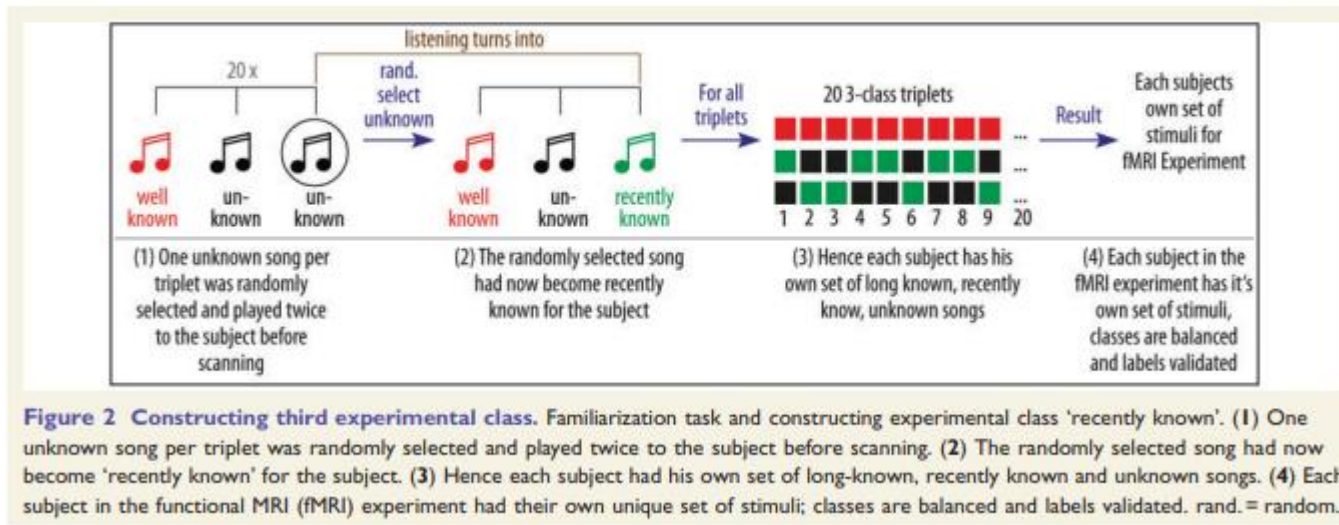 listening turns into
20 x
rand.
select
unknown
well
known
un-
known
un-
known
well
known
un-
known
recently
known
For all
triplets
20 3-class triplets
...
...
...
1 2 3 4 5 6 7 8 9 20
Result
Each subjects
own set of
stimuli for
fMRI Experiment
(1) One unknown song per
triplet was randomly
selected and played twice
to the subject before
scanning
(2) The randomly selected song
had now become recently
known for the subject
(3) Hence each subject has his
own set of long known, recently
know, unknown songs
(4) Each subject in the
fMRI experiment has it's
own set of stimuli,
classes are balanced
and labels validated
Figure 2 Constructing third experimental class. Familiarization task and constructing experimental class 'recently known'. (1) One
unknown song per triplet was randomly selected and played twice to the subject before scanning. (2) The randomly selected song had now
become 'recently known' for the subject. (3) Hence each subject had his own set of long-known, recently known and unknown songs. (4) Each
subject in the functional MRI (fMRI) experiment had their own unique set of stimuli; classes are balanced and labels validated. rand. = random.